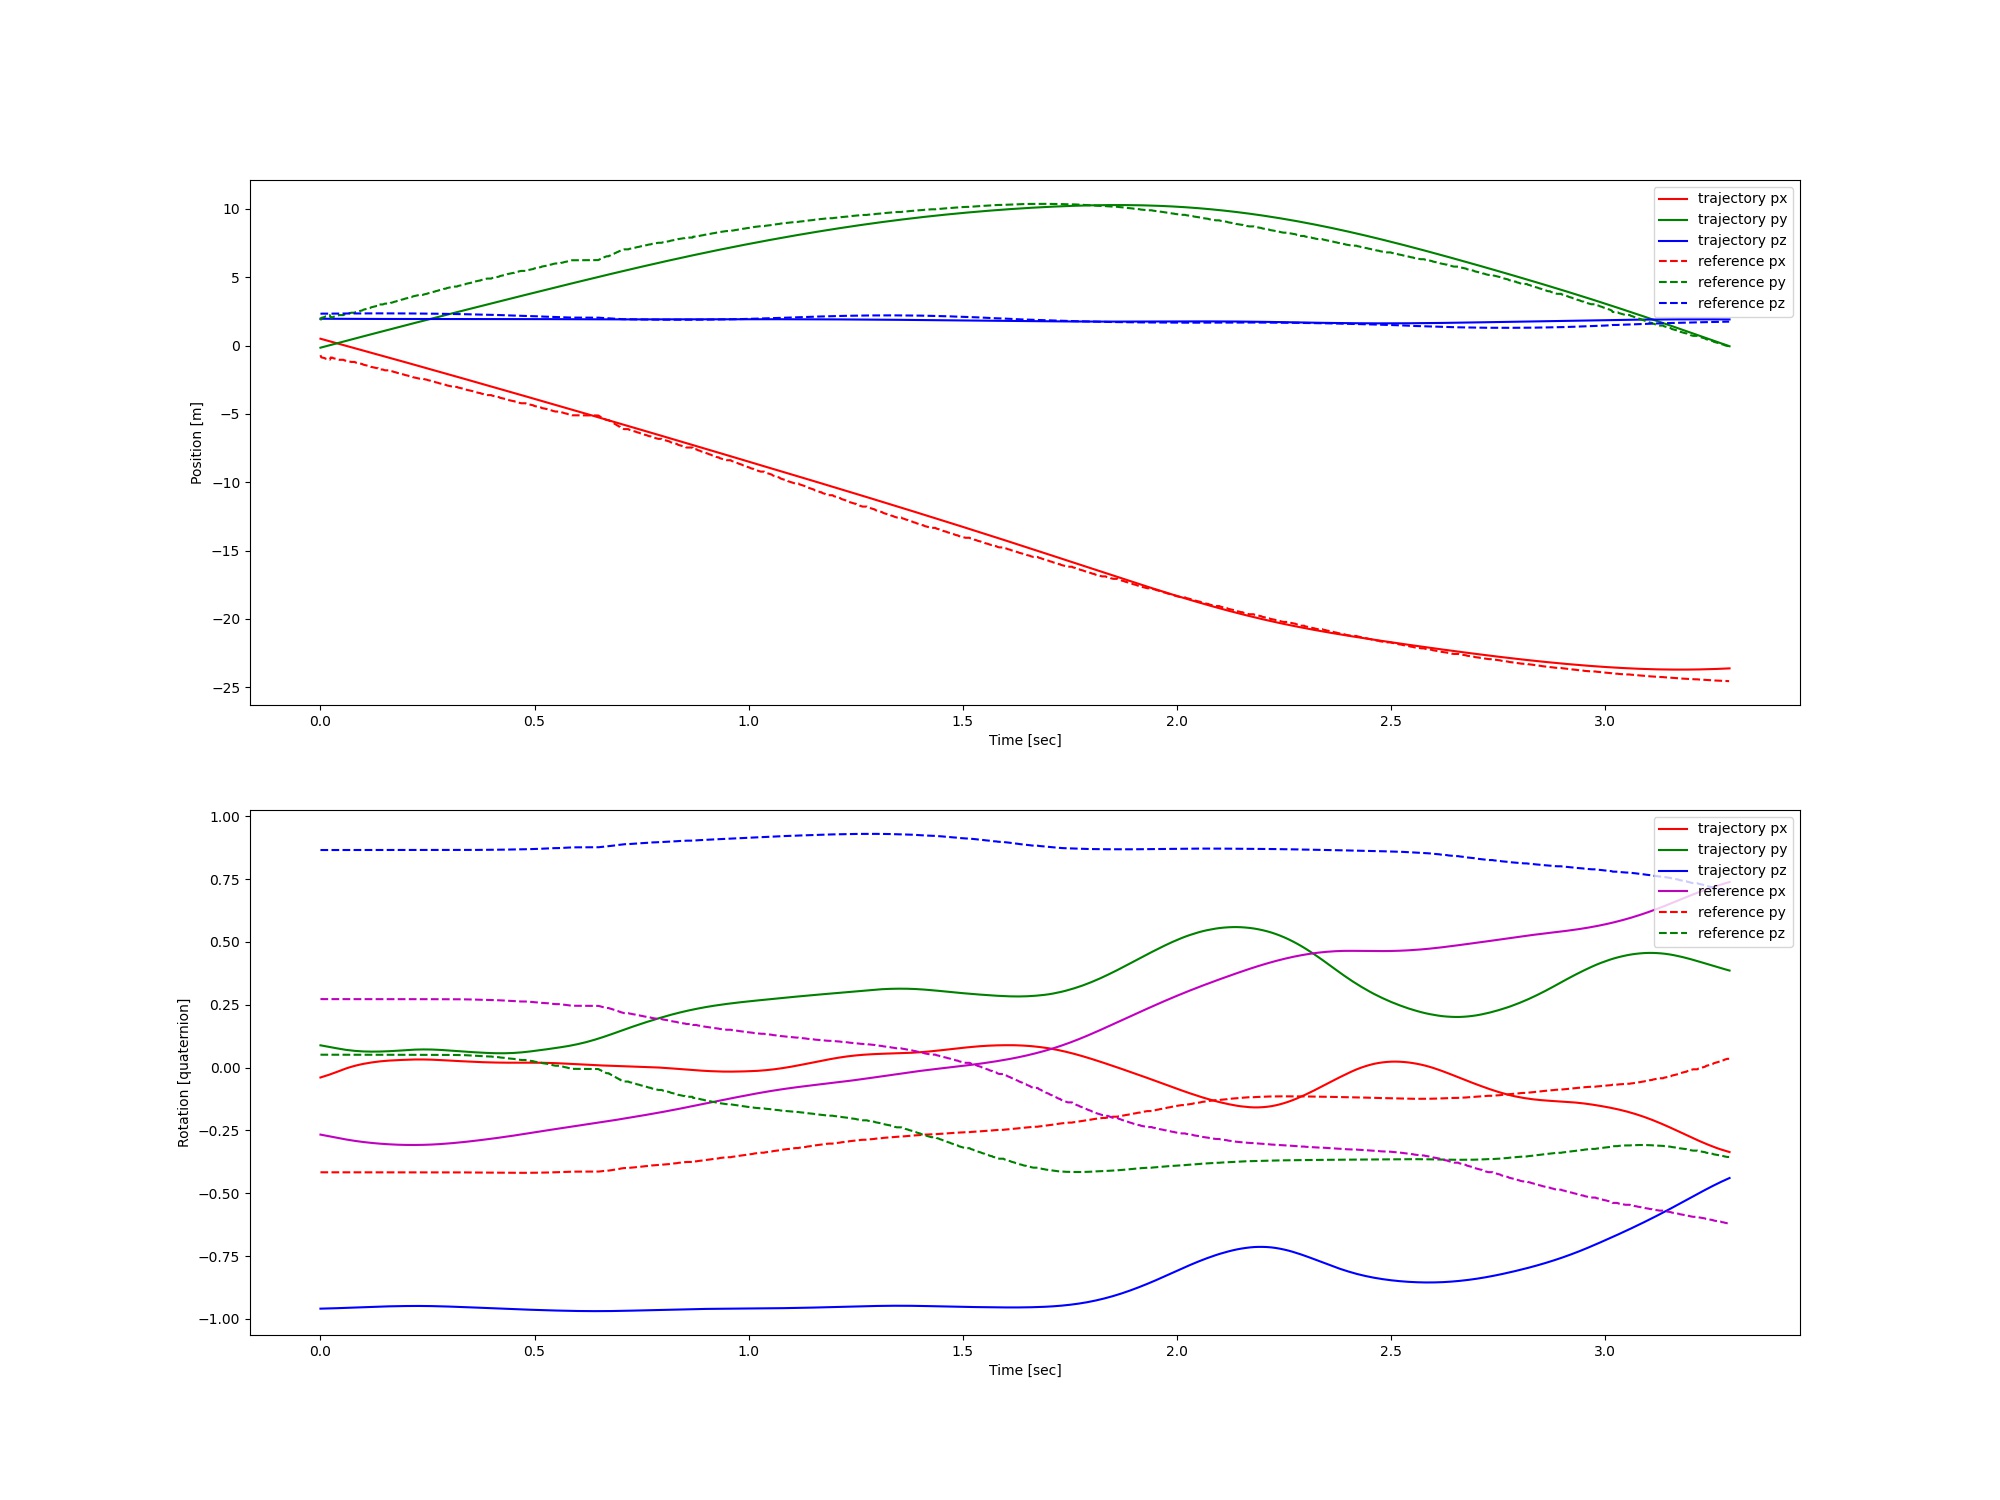 10
5
0
−5
−10
−15
−20
−25
Position [m]
trajectory px
trajectory py
trajectory pz
reference px
reference py
reference pz
0.0 0.5 1.0 1.5 2.0 2.5 3.0
Time [sec]
1.00
0.75
0.50
0.25
0.00
−0.25
−0.50
−0.75
−1.00
Rotation [quaternion]
trajectory px
trajectory py
trajectory pz
reference px
reference py
reference pz
0.0 0.5 1.0 1.5 2.0 2.5 3.0
Time [sec]